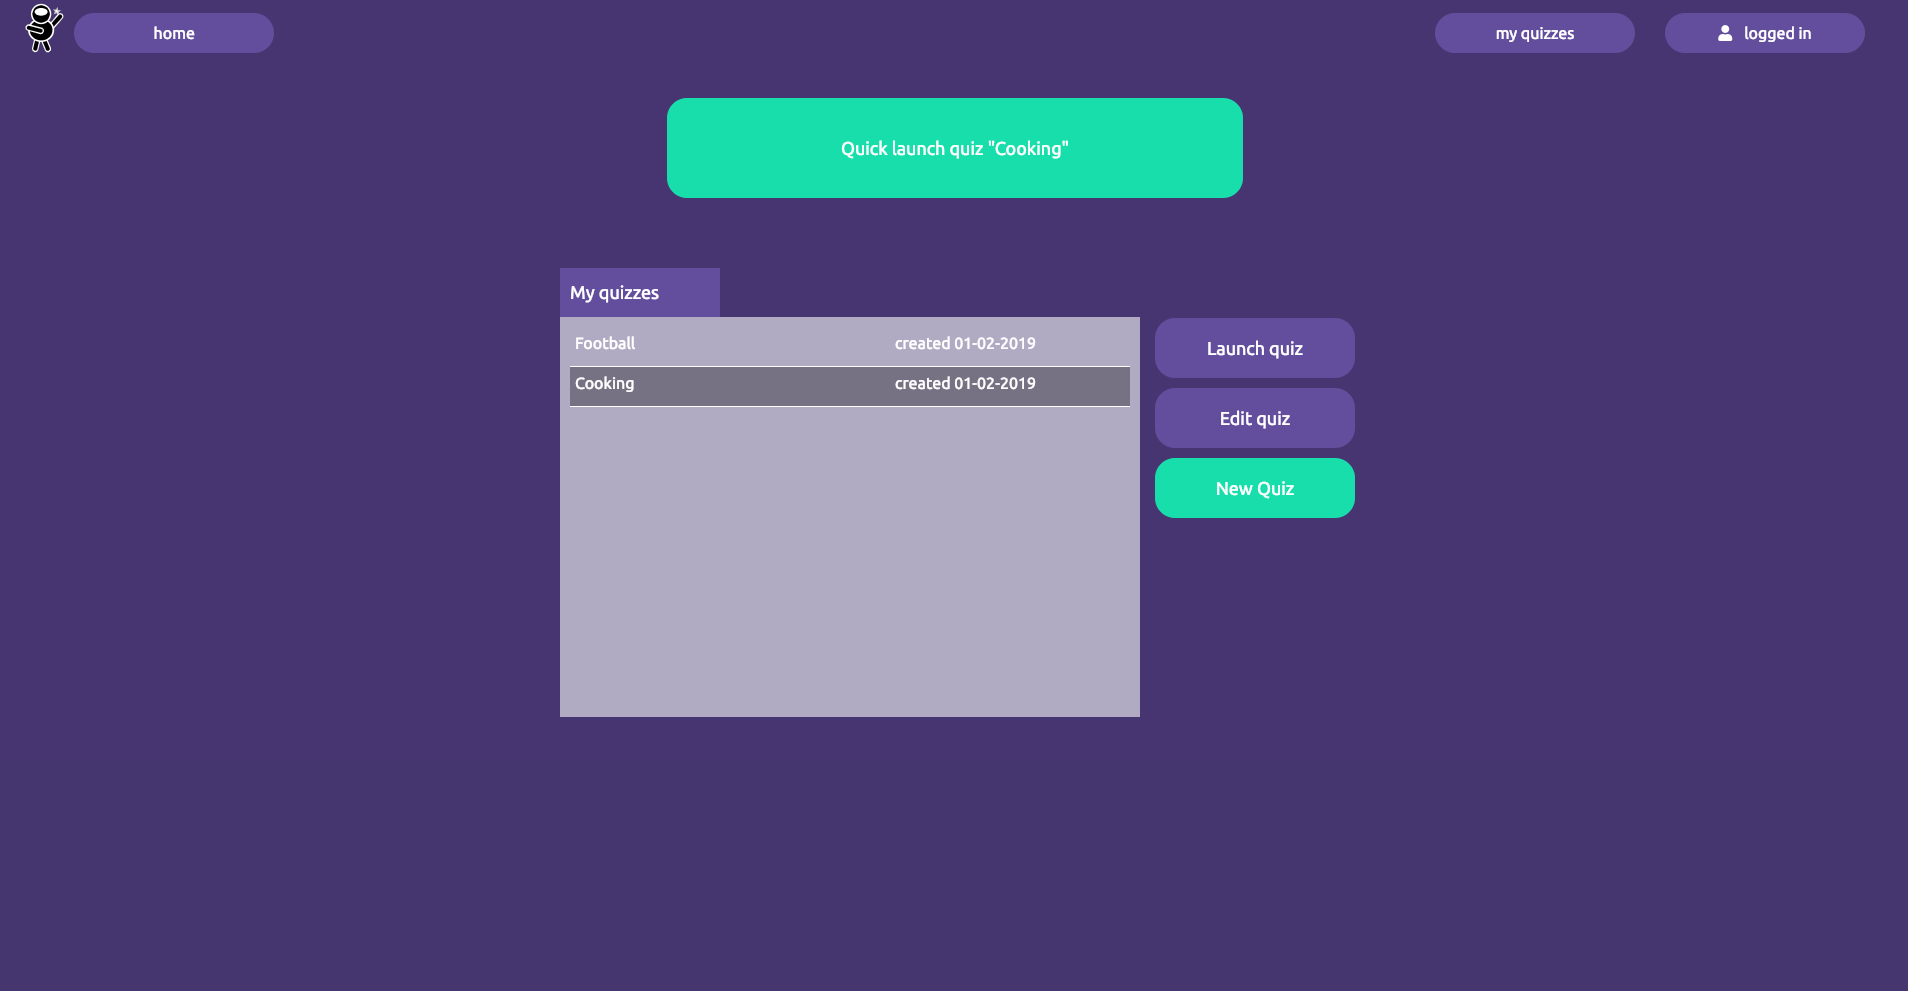 home
my quizzes
logged in
Quick launch quiz "Cooking"
My quizzes
Football created 01-02-2019
Cooking created 01-02-2019
Launch quiz
Edit quiz
New Quiz